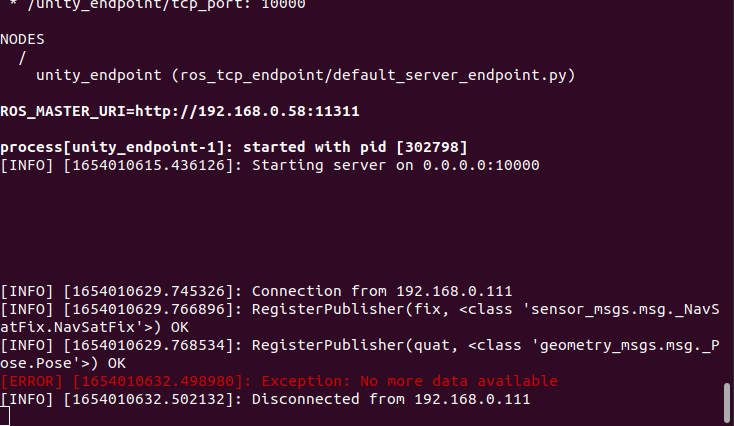 * /unity_endpoint/tcp_port: 10000
NODES
/
unity_endpoint (ros_tcp_endpoint/default_server_endpoint.py)
ROS_MASTER_URI=http://192.168.0.58:11311
process[unity_endpoint-1]: started with pid [302798]
[INFO] [1654010615.436126]: Starting server on 0.0.0.0:10000
[INFO] [1654010629.745326]: Connection from 192.168.0.111
[INFO] [1654010629.766896]: RegisterPublisher(fix, <class 'sensor_msgs.msg._NavS
atFix.NavSatFix'>) OK
[INFO] [1654010629.768534]: RegisterPublisher(quat, <class 'geometry_msgs.msg._P
ose.Pose'>) OK
[ERROR] [1654010632.498980]: Exception: No more data available
[INFO] [1654010632.502132]: Disconnected from 192.168.0.111